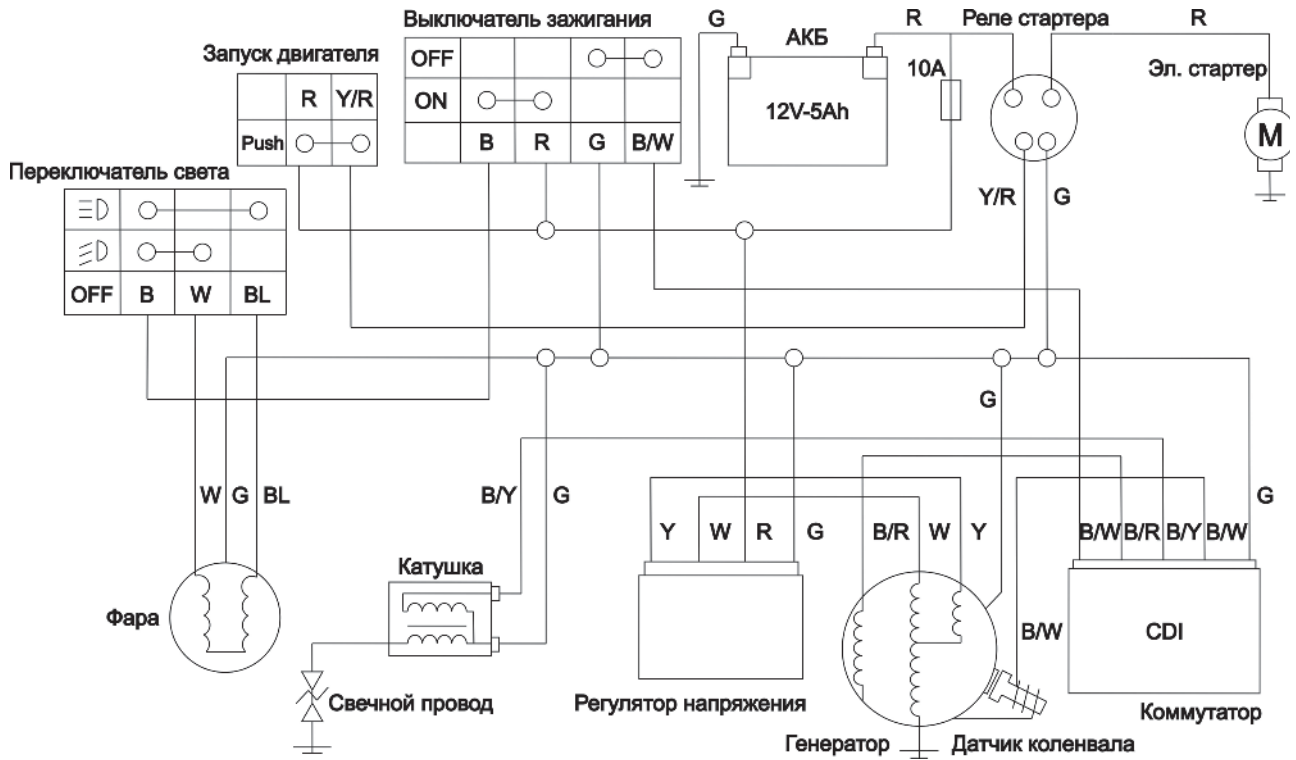 Выключатель зажигания
G
АКБ
R
Реле стартера
R
Запуск двигателя
OFF
10A
Эл. стартер
R Y/R
ON
12V-5Ah
Push
B R G B/W
M
Переключатель света
Y/R G
OFF B W BL
G
W G BL
B/Y G
G
Y W R G B/R W Y
B/W B/R B/Y B/W
Катушка
Фара
B/W
CDI
Свечной провод
Регулятор напряжения
Коммутатор
Генератор
Датчик коленвала